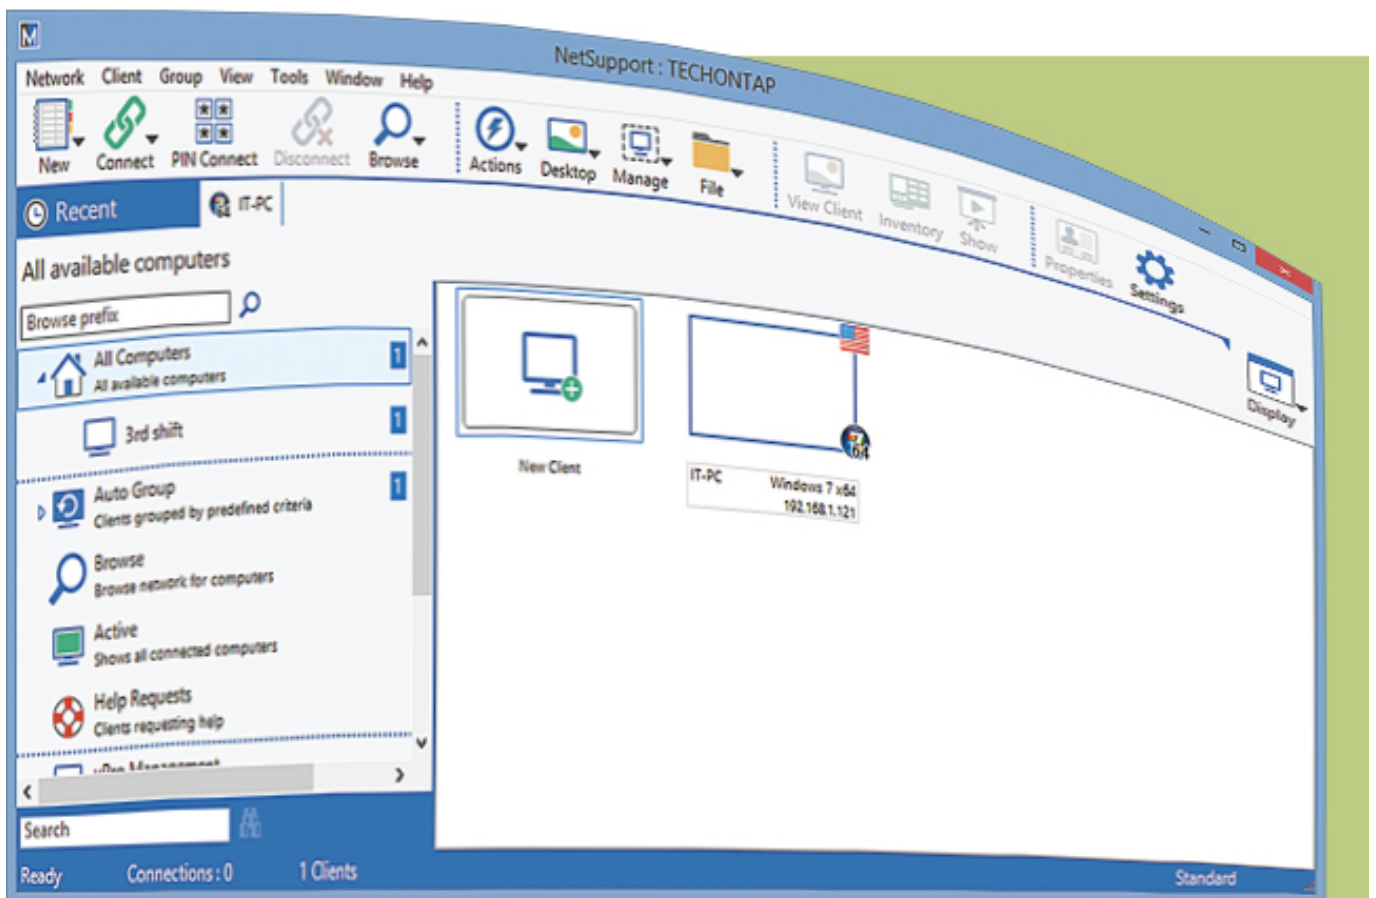 NetSupport : TECHONTAP
Network Client Group View Tools Window Help
New Connect PIN Connect Disconnect Browse Actions Desktop Manage File View Client Inventory Show Properties Settings Display
Recent
IT-PC
All available computers
Browse prefix
All Computers 1
All available computers
3rd shift 1
Auto Group 1
Clients grouped by predefined criteria
Browse
Browse network for computers
Active
Shows all connected computers
Help Requests
Clients requesting help
vPro Management
Search
Ready Connections : 0 1 Clients
New Client
64
IT-PC Windows 7 x64
192.168.1.121
Standard